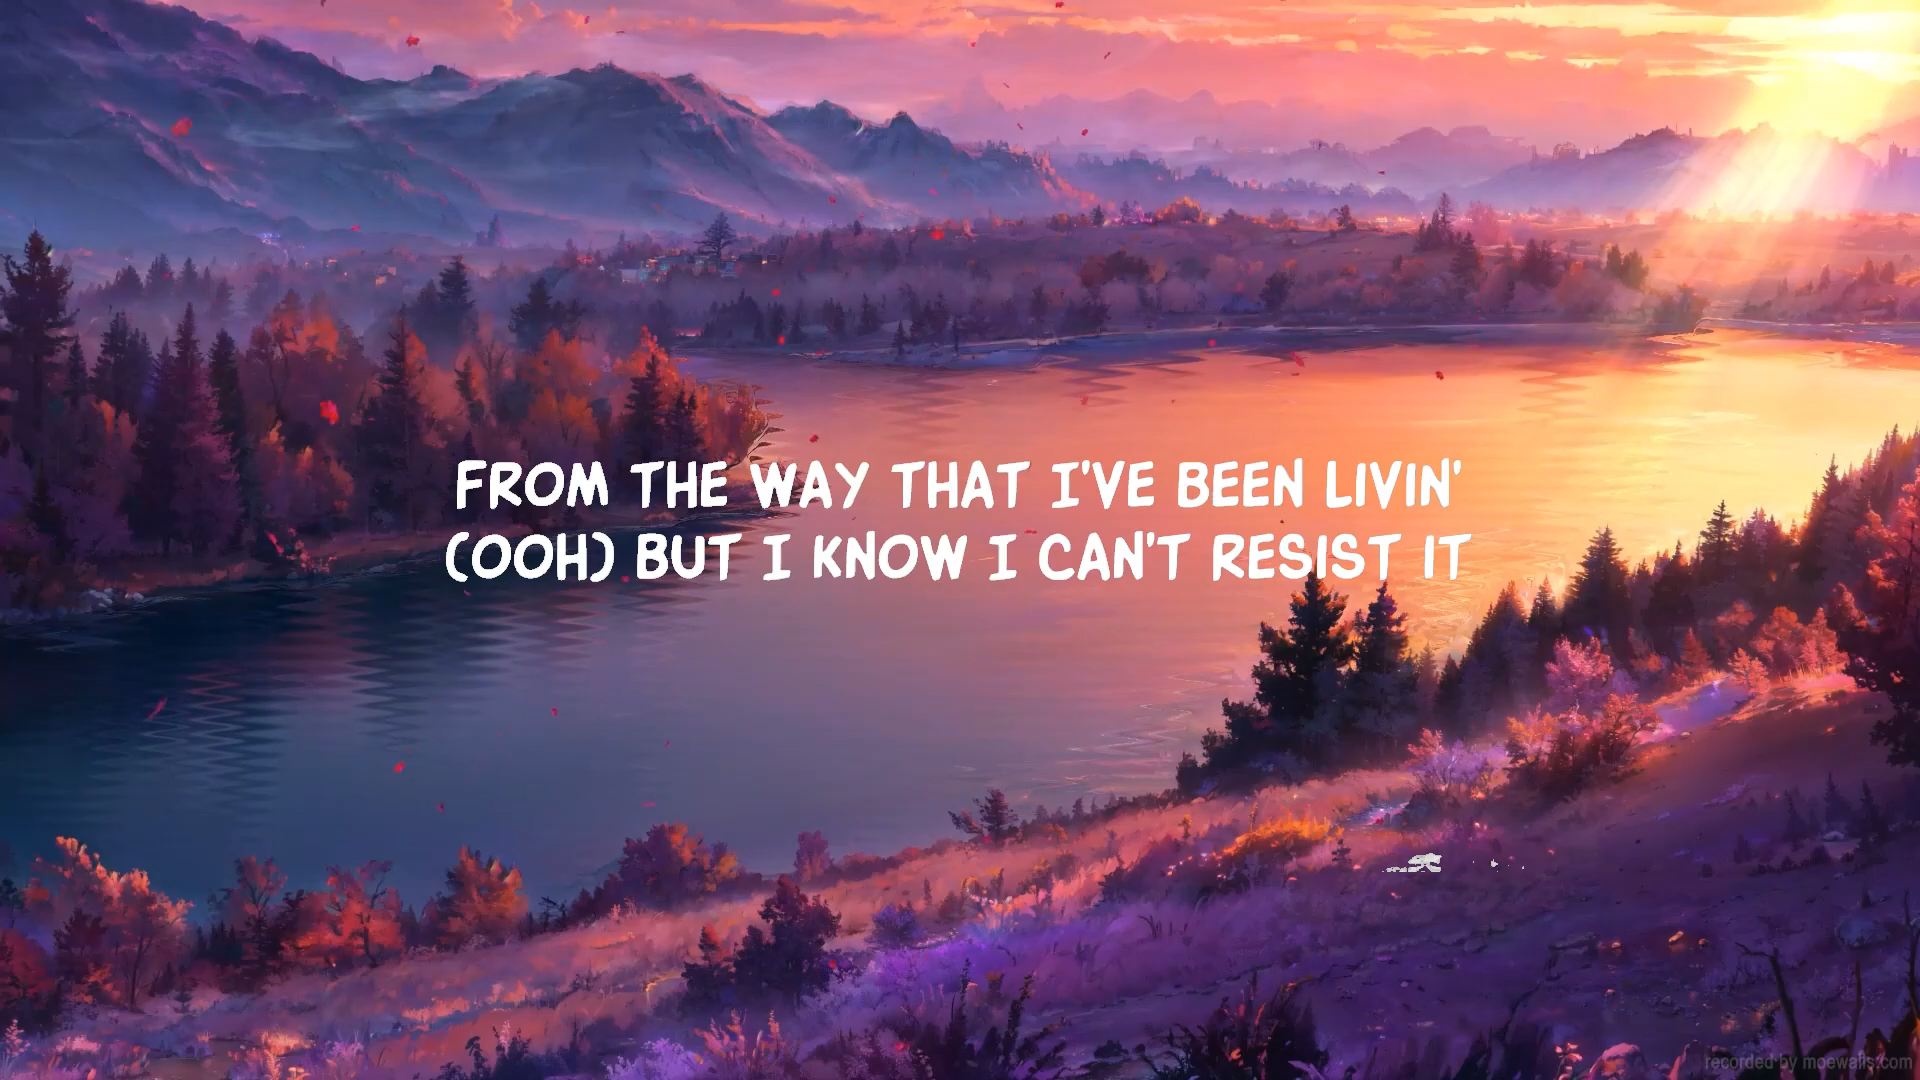 FROM THE WAY THAT I'VE BEEN LIVIN'
(OOH) BUT I KNOW I CAN'T RESIST IT
recorded by moewalls.com